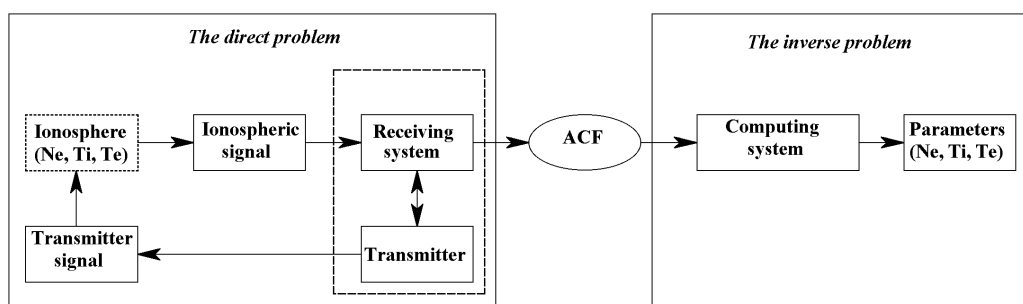 The direct problem
The inverse problem
Ionosphere
(Ne, Ti, Te)
Ionospheric
signal
Receiving
system
ACF
Computing
system
Parameters
(Ne, Ti, Te)
Transmitter
signal
Transmitter